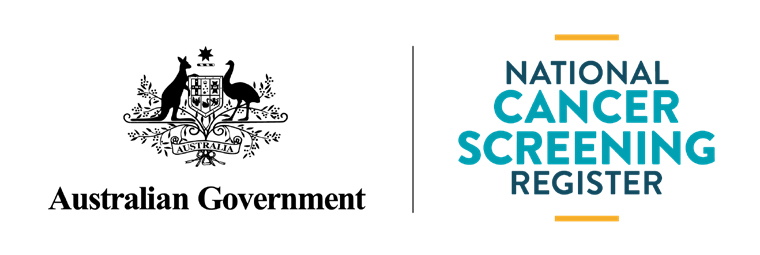 AUSTRALIA
Australian Government
NATIONAL
CANCER
SCREENING
REGISTER